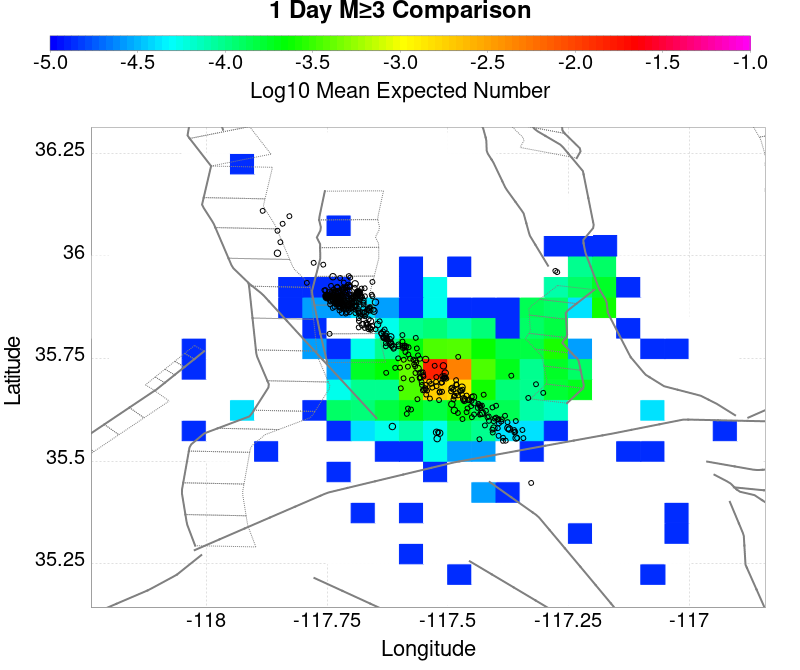 1 Day M≥3 Comparison
-5.0 -4.5 -4.0 -3.5 -3.0 -2.5 -2.0 -1.5 -1.0
Log10 Mean Expected Number
36.25
36
35.75
35.5
35.25
Latitude
-118 -117.75 -117.5 -117.25 -117
Longitude